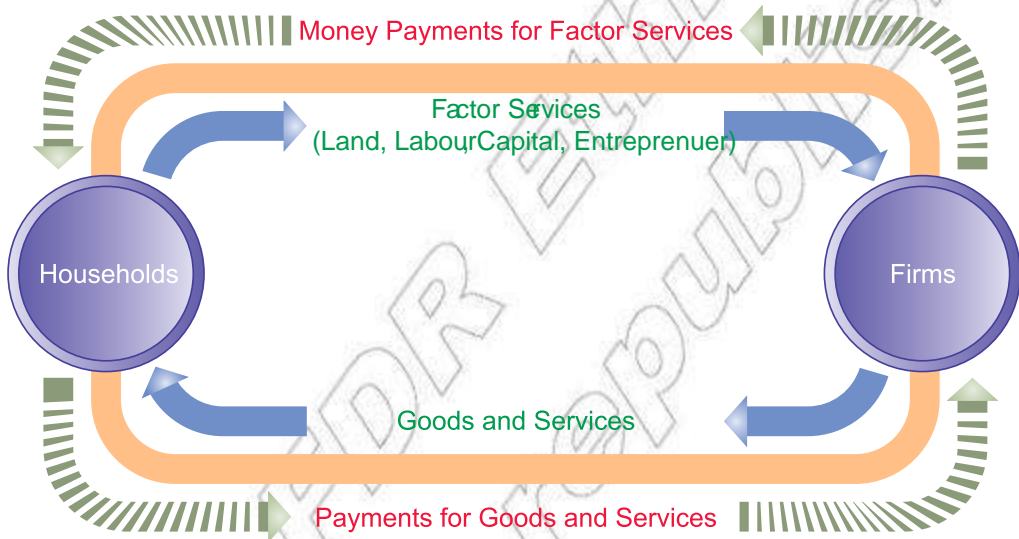 Money Payments for Factor Services
Factor Services
(Land, Labour, Capital, Entreprenuer)
Households
Firms
Goods and Services
Payments for Goods and Services